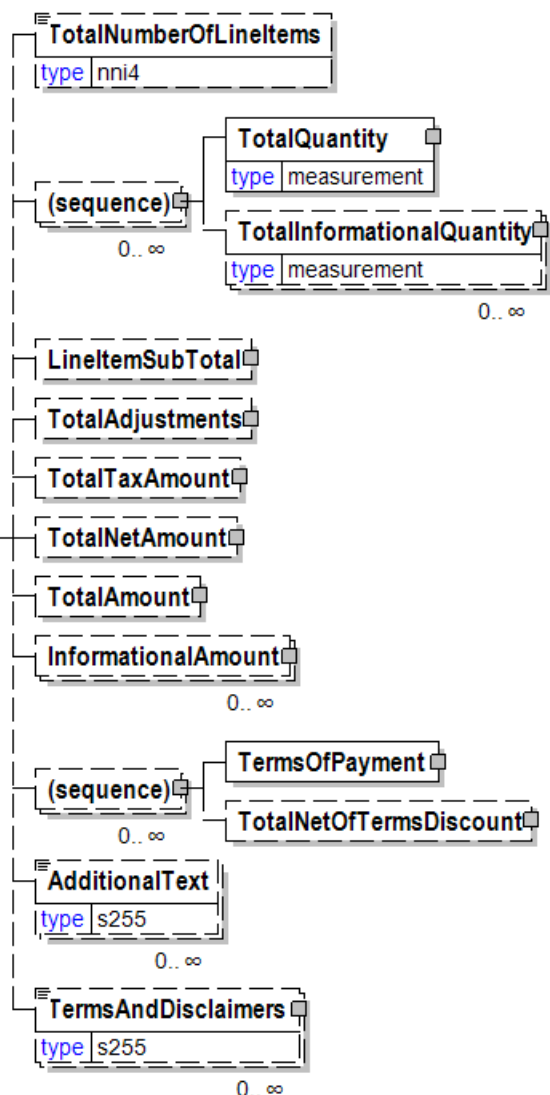 TotalNumberOfLineItems
type nni4
TotalQuantity
type measurement
(sequence)
0.. ∞
TotalInformationalQuantity
type measurement
0.. ∞
LineItemSubTotal
TotalAdjustments
TotalTaxAmount
TotalNetAmount
TotalAmount
InformationalAmount
0.. ∞
TermsOfPayment
(sequence)
0.. ∞
TotalNetOfTermsDiscount
AdditionalText
type s255
0.. ∞
TermsAndDisclaimers
type s255
0.. ∞